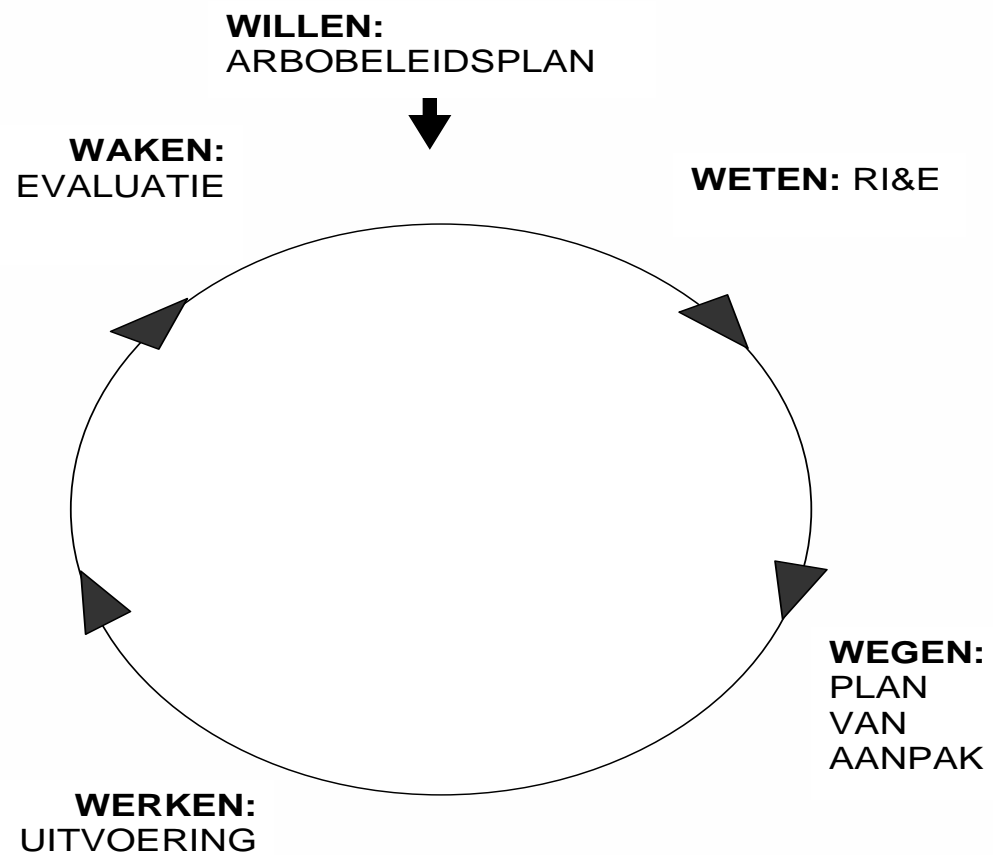 WILLEN:
ARBOBELEIDSPLAN
WAKEN:
EVALUATIE
WETEN: RI&E
WEGEN:
PLAN
VAN
AANPAK
WERKEN:
UITVOERING